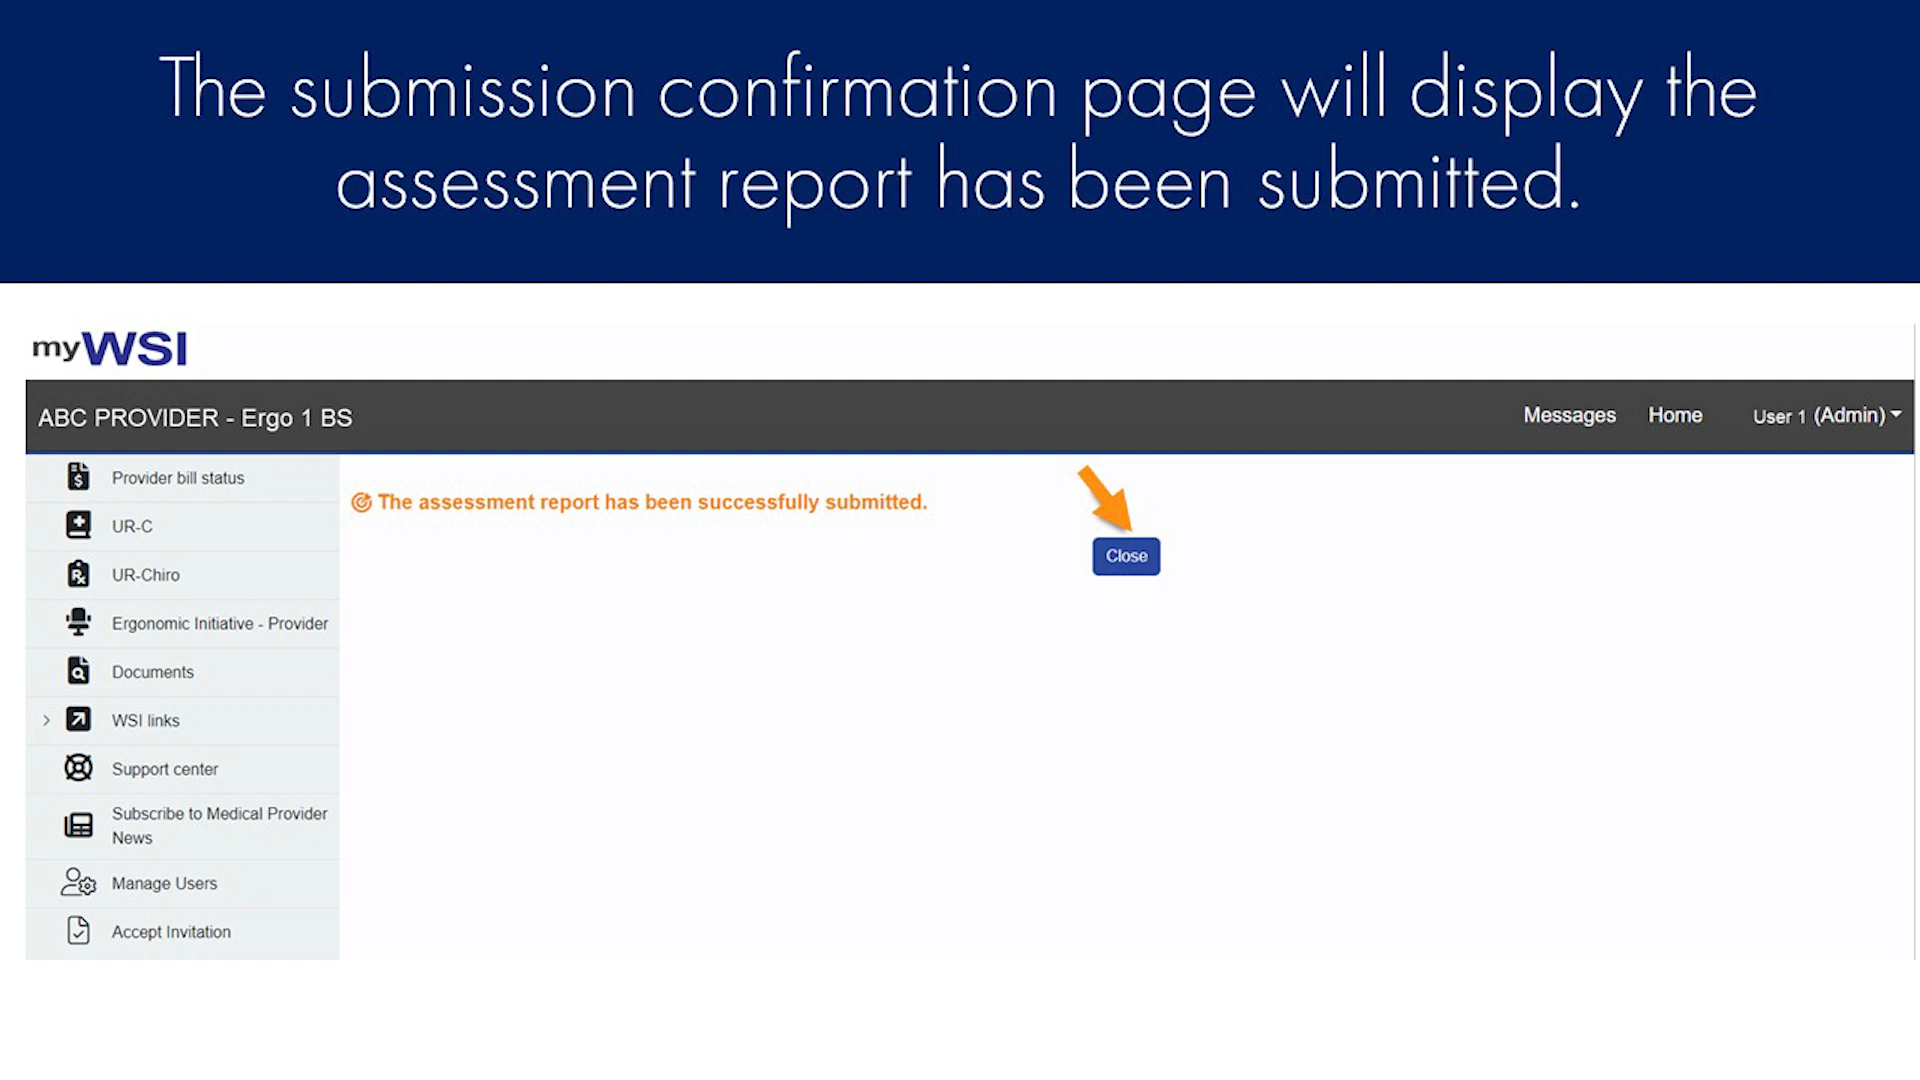 The submission confirmation page will display the
assessment report has been submitted.
myWSI
ABC PROVIDER - Ergo 1 BS
Messages Home User 1 (Admin)
Provider bill status
UR-C
UR-Chiro
Ergonomic Initiative - Provider
Documents
WSI links
Support center
Subscribe to Medical Provider
News
Manage Users
Accept Invitation
The assessment report has been successfully submitted.
Close